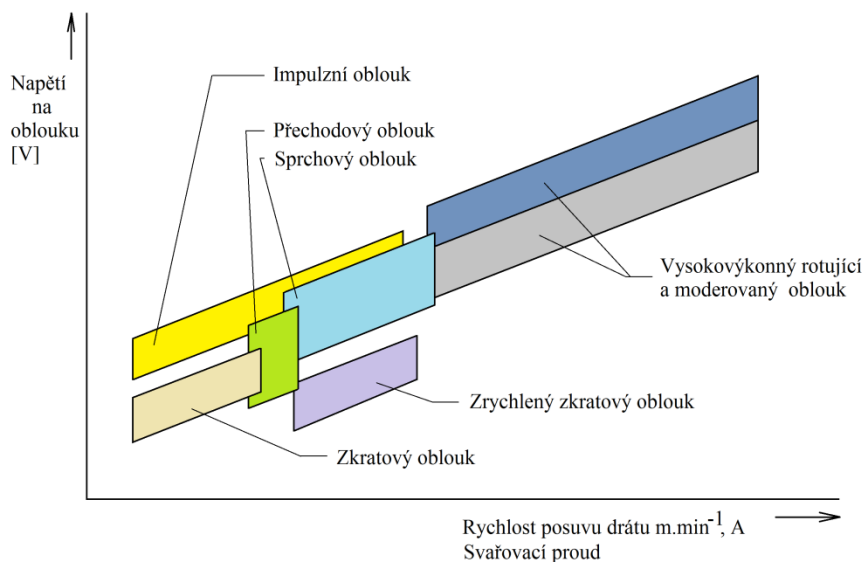 Napětí
na
oblouku
[V]
Impulzní oblouk
Přechodový oblouk
Sprchový oblouk
Vysokovýkonný rotující
a moderovaný oblouk
Zrychlený zkratový oblouk
Zkratový oblouk
Rychlost posuvu drátu m.min⁻¹, A
Svařovací proud